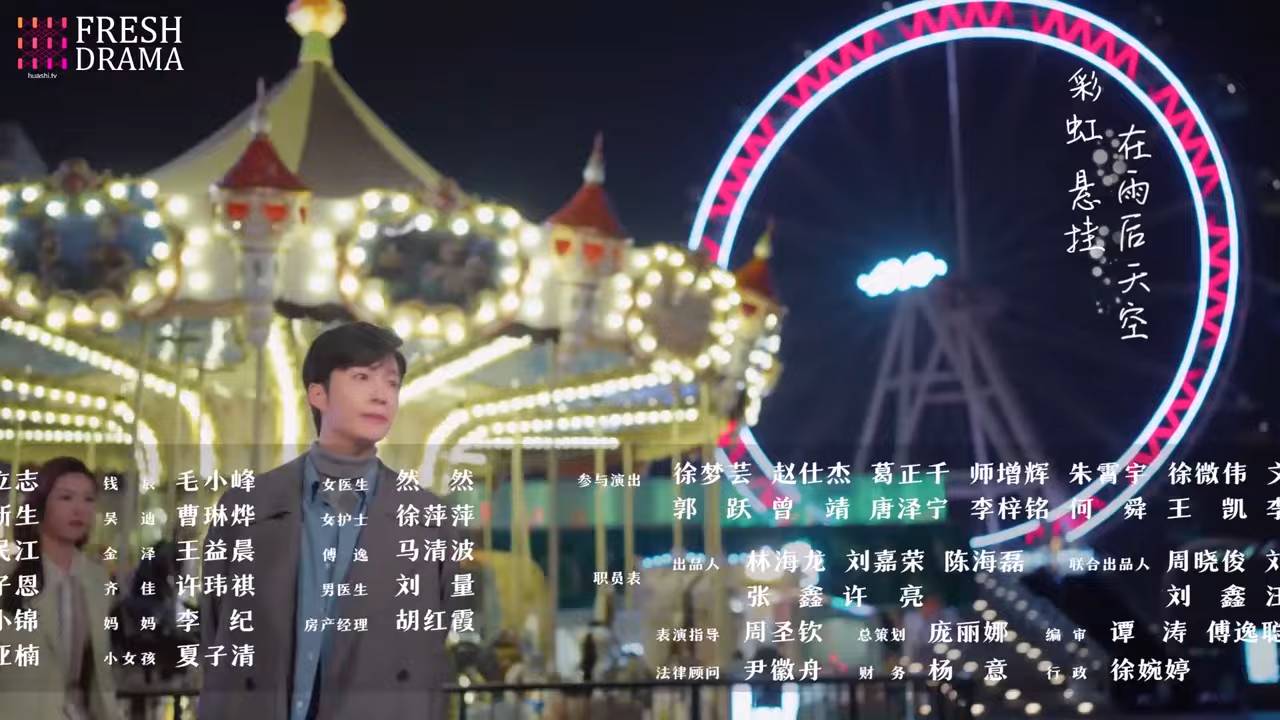 FRESH
DRAMA
huashi.tv
彩虹悬挂
在雨后天空
立志 钱 辰 毛小峰 女医生 然 然
新生 吴 迪 曹琳烨 女护士 徐萍萍
民江 金 泽 王益晨 傅 逸 马清波
子恩 齐 佳 许玮祺 男医生 刘 量
小锦 妈 妈 李 纪 房产经理 胡红霞
亚楠 小女孩 夏子清
参与演出 徐梦芸 赵仕杰 葛正千 师增辉 朱霄宇 徐微伟 文
郭 跃 曾 靖 唐泽宁 李梓铭 何 舜 王 凯 李
职员表
出品人 林海龙 刘嘉荣 陈海磊 联合出品人 周晓俊 刘
张 鑫 许 亮 刘 鑫 汪
表演指导 周圣钦 总策划 庞丽娜 编 审 谭 涛 傅逸聪
法律顾问 尹徽舟 财 务 杨 意 行 政 徐婉婷